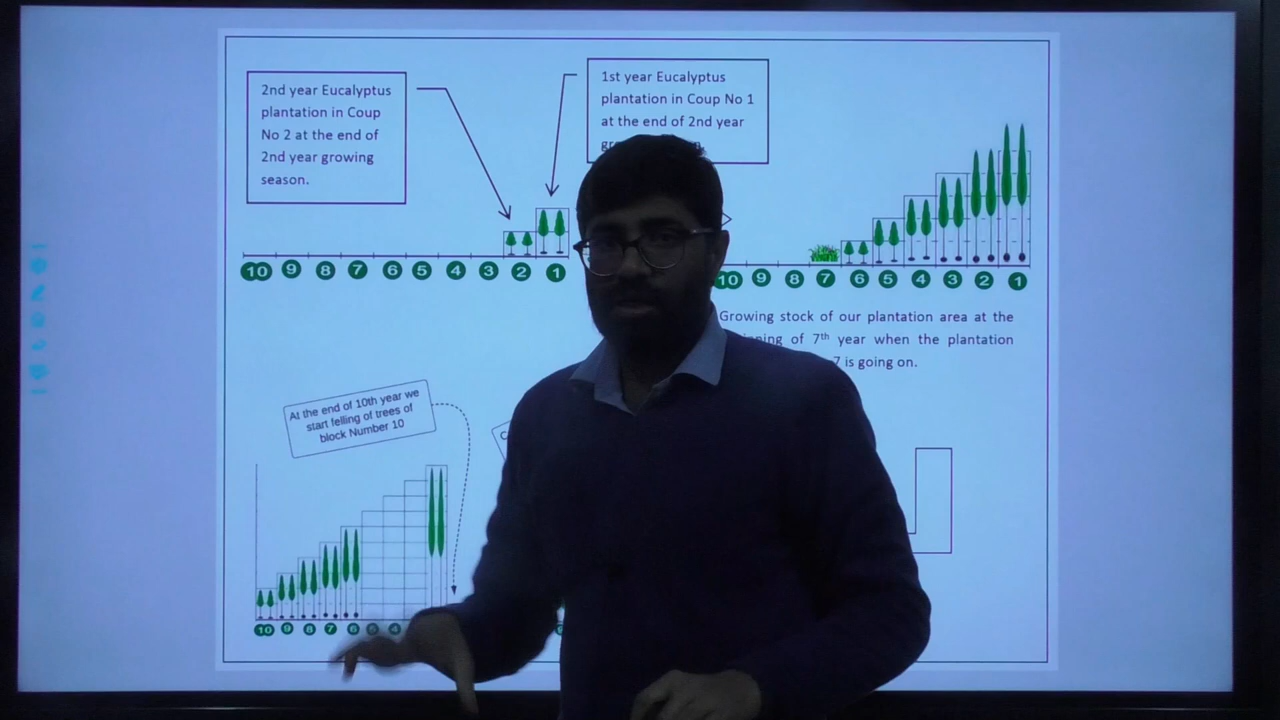 2nd year Eucalyptus
plantation in Coup
No 2 at the end of
2nd year growing
season.
1st year Eucalyptus
plantation in Coup No 1
at the end of 2nd year
10 9 8 7 6 5 4 3 2 1
10 9 8 7 6 5 4 3 2 1
Growing stock of our plantation area at the
of 7th year when the plantation
7 is going on.
At the end of 10th year we
start felling of trees of
block Number 10
10 9 8 7 6 5 4